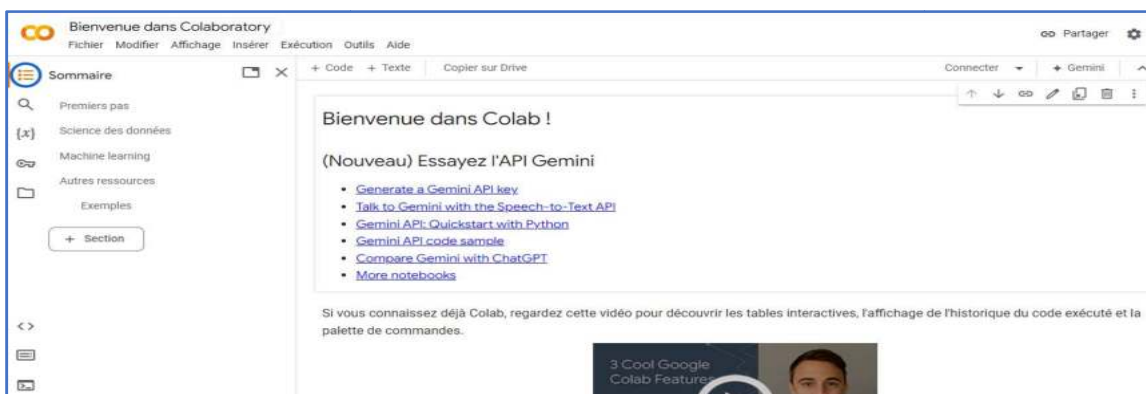 Bienvenue dans Colaboratory
Fichier Modifier Affichage Insérer Exécution Outils Aide
Partager
Sommaire
+ Code + Texte Copier sur Drive
Connecter
Gemini
Premiers pas
{x}
Science des données
Machine learning
Autres ressources
Exemples
+ Section
Bienvenue dans Colab !
(Nouveau) Essayez l'API Gemini
• Generate a Gemini API key
• Talk to Gemini with the Speech-to-Text API
• Gemini API: Quickstart with Python
• Gemini API code sample
• Compare Gemini with ChatGPT
• More notebooks
Si vous connaissez déjà Colab, regardez cette vidéo pour découvrir les tables interactives, l'affichage de l'historique du code exécuté et la
palette de commandes.
3 Cool Google
Colab Features